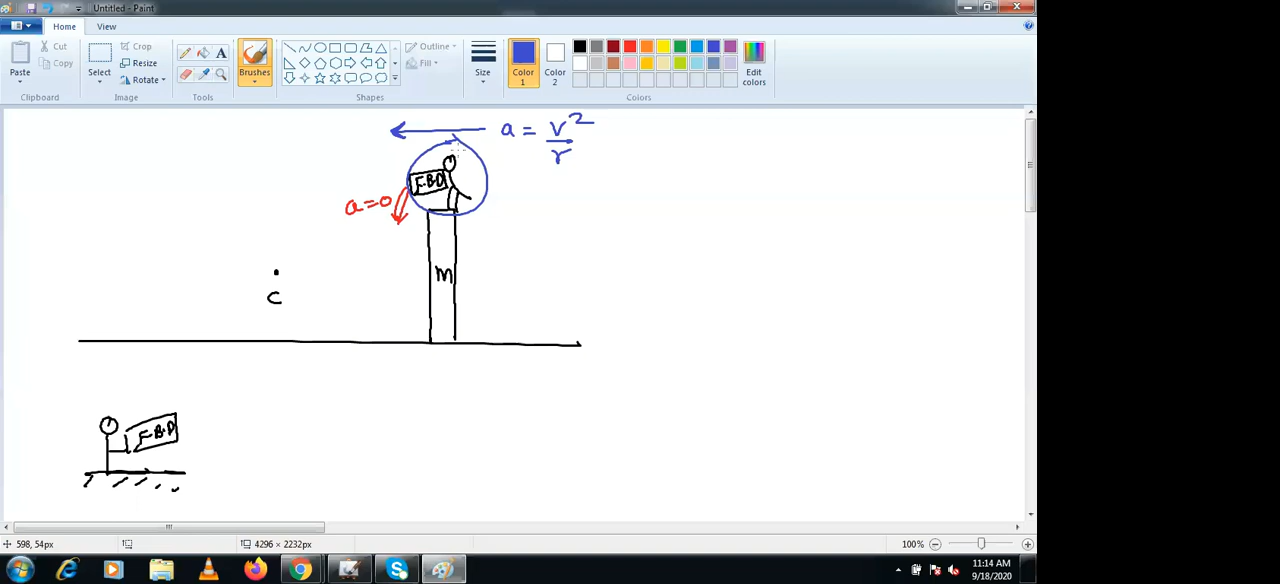 Untitled - Paint
Home
View
Paste
Cut
Copy
Clipboard
Select
Crop
Resize
Rotate
Image
Tools
Brushes
Shapes
Outline
Fill
Size
Color 1
Color 2
Edit colors
Colors
a = v²/r
F.B.D
a=0
m
c
F.B.D
598, 54px
4296 × 2232px
100%
11:14 AM
9/18/2020